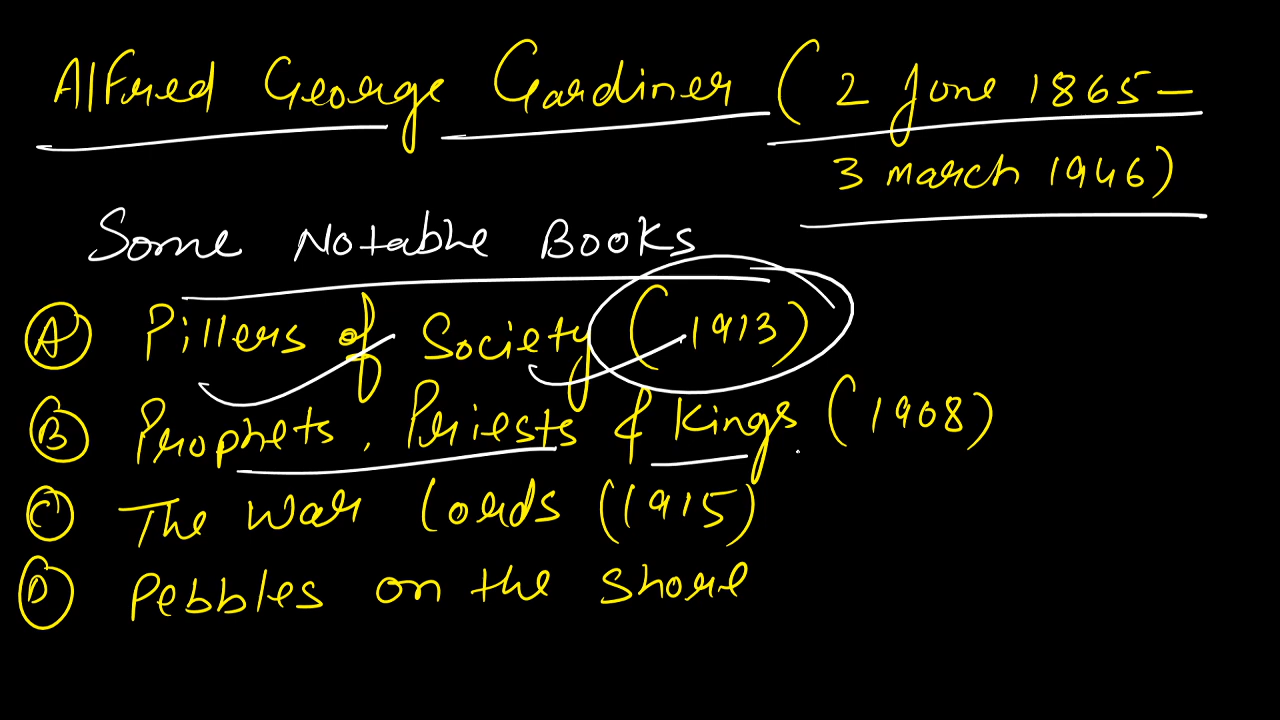 Alfred George Gardiner (2 June 1865 –
3 march 1946)
Some Notable Books
(A) Pillers of Society (1913)
(B) Prophets, Priests & Kings (1908)
(C) The War Lords (1915)
(D) Pebbles on the shore